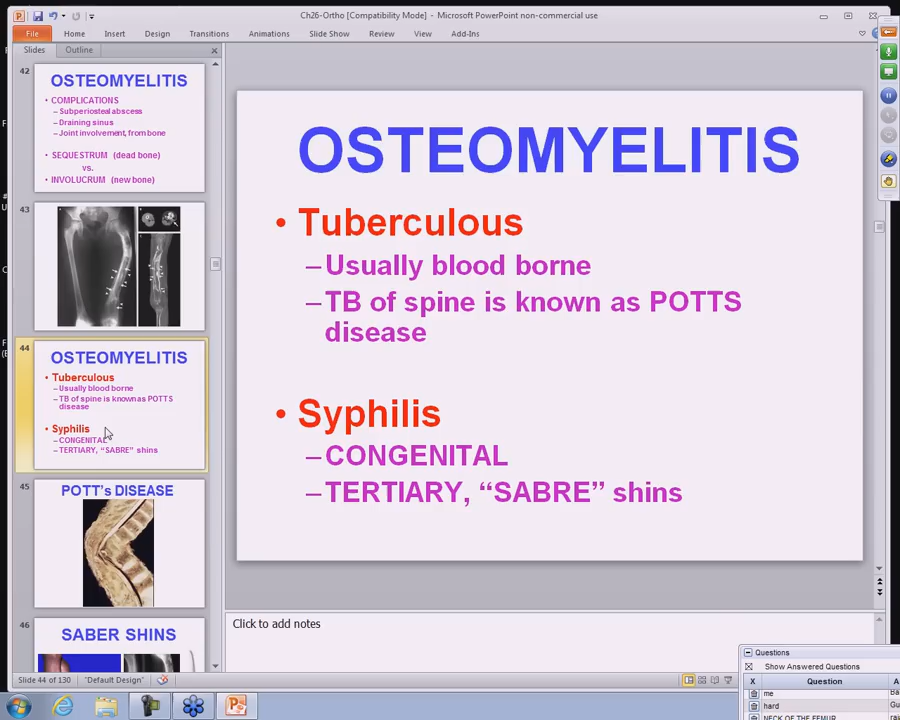 Ch26-Ortho [Compatibility Mode] - Microsoft PowerPoint non-commercial use
File Home Insert Design Transitions Animations Slide Show Review View Add-Ins
Slides Outline
42
OSTEOMYELITIS
• COMPLICATIONS
– Subperiosteal abscess
– Draining sinus
– Joint involvement, from bone
• SEQUESTRUM (dead bone)
vs.
• INVOLUCRUM (new bone)
43
44
OSTEOMYELITIS
• Tuberculous
– Usually blood borne
– TB of spine is known as POTTS
disease
• Syphilis
– CONGENITAL
– TERTIARY, “SABRE” shins
45
POTT’s DISEASE
46
SABER SHINS
OSTEOMYELITIS
• Tuberculous
–Usually blood borne
–TB of spine is known as POTTS
disease
• Syphilis
–CONGENITAL
–TERTIARY, “SABRE” shins
Click to add notes
Questions
Show Answered Questions
X Question
me
hard
NECK OF THE FEMUR
Slide 44 of 130 "Default Design"